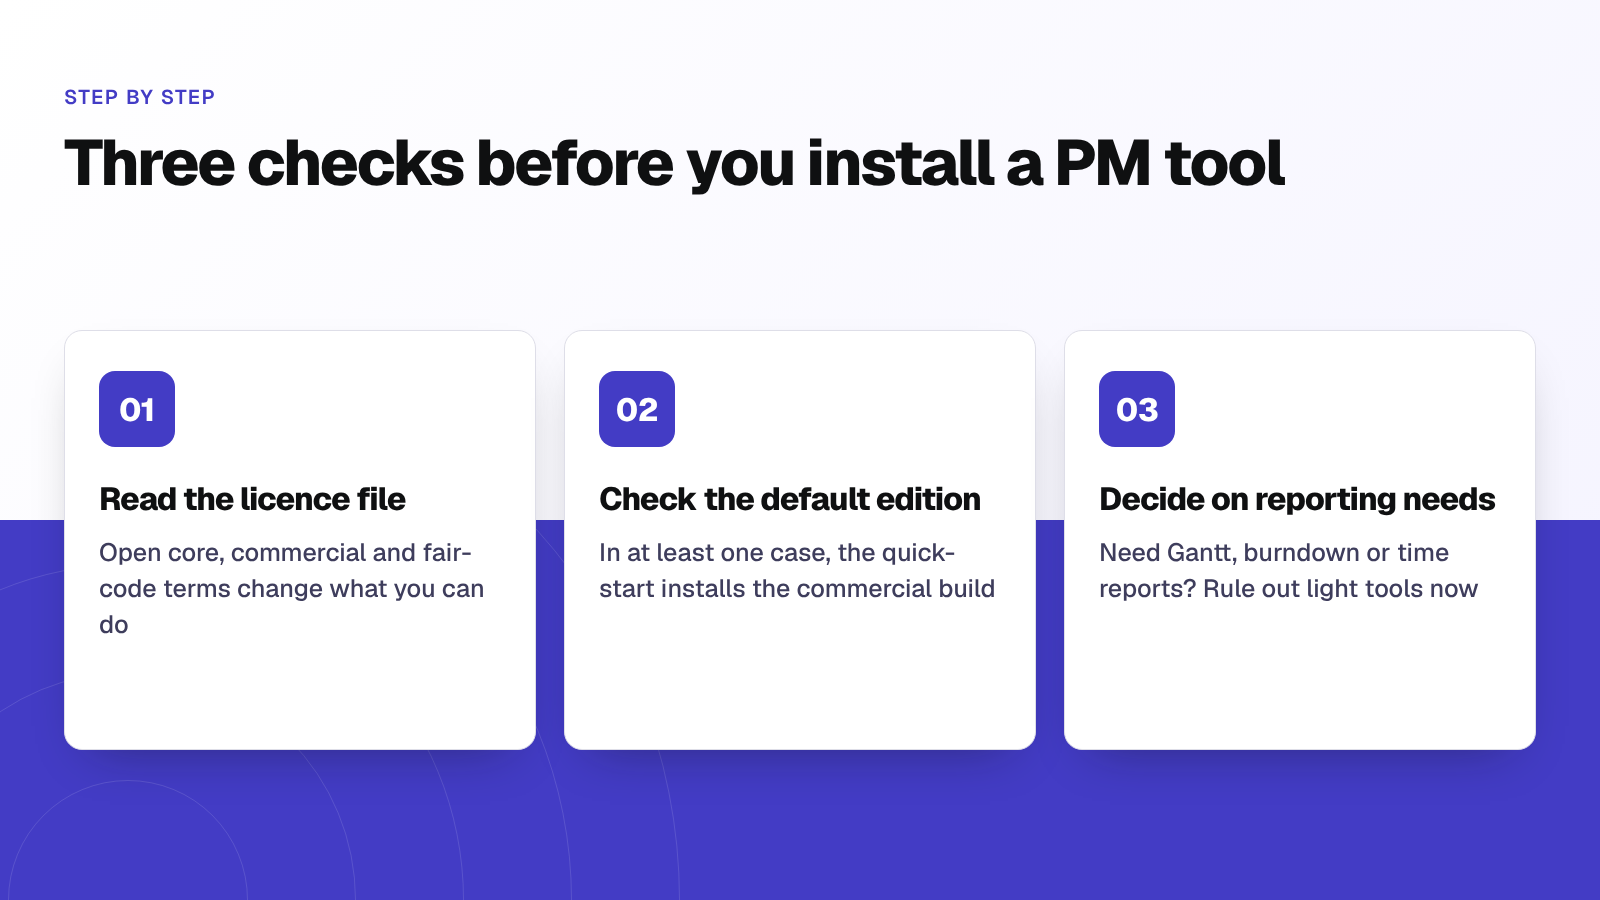 STEP BY STEP
Three checks before you install a PM tool
01
Read the licence file
Open core, commercial and fair-
code terms change what you can
do
02
Check the default edition
In at least one case, the quick-
start installs the commercial build
03
Decide on reporting needs
Need Gantt, burndown or time
reports? Rule out light tools now